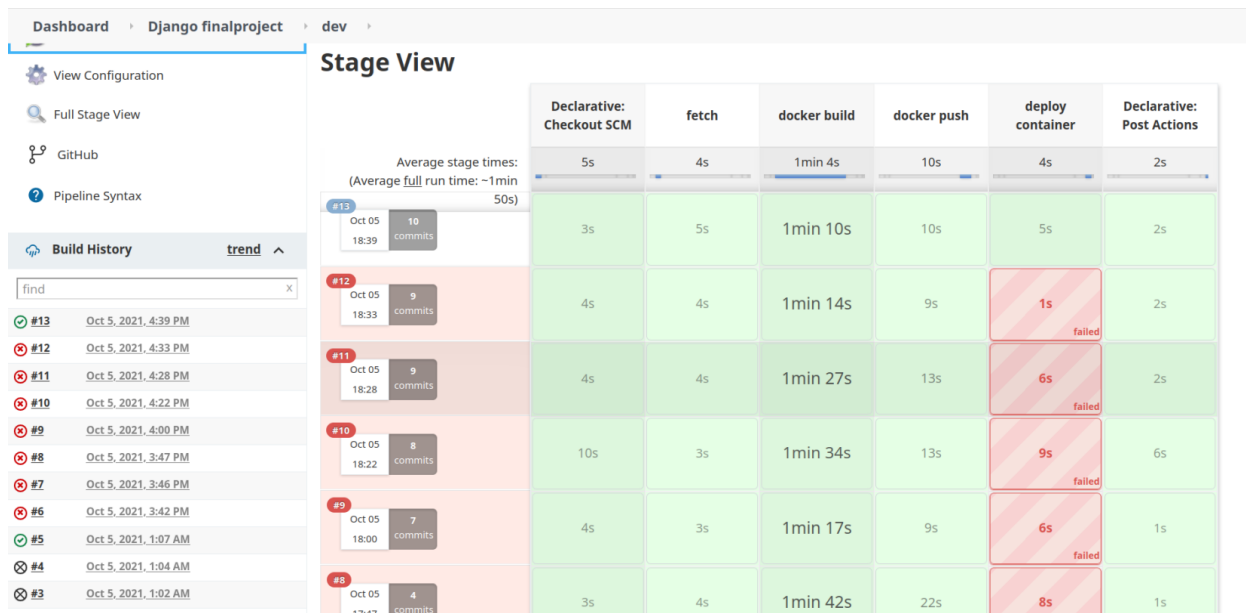 Dashboard Django finalproject dev
View Configuration
Full Stage View
GitHub
Pipeline Syntax
Build History trend
find x
#13 Oct 5, 2021, 4:39 PM
#12 Oct 5, 2021, 4:33 PM
#11 Oct 5, 2021, 4:28 PM
#10 Oct 5, 2021, 4:22 PM
#9 Oct 5, 2021, 4:00 PM
#8 Oct 5, 2021, 3:47 PM
#7 Oct 5, 2021, 3:46 PM
#6 Oct 5, 2021, 3:42 PM
#5 Oct 5, 2021, 1:07 AM
#4 Oct 5, 2021, 1:04 AM
#3 Oct 5, 2021, 1:02 AM
Stage View
Declarative: Checkout SCM fetch docker build docker push deploy container Declarative: Post Actions
Average stage times: 5s 4s 1min 4s 10s 4s 2s
(Average full run time: ~1min
50s)
#13
Oct 05 10
18:39 commits
3s 5s 1min 10s 10s 5s 2s
#12
Oct 05 9
18:33 commits
4s 4s 1min 14s 9s 1s 2s
failed
#11
Oct 05 9
18:28 commits
4s 4s 1min 27s 13s 6s 2s
failed
#10
Oct 05 8
18:22 commits
10s 3s 1min 34s 13s 9s 6s
failed
#9
Oct 05 7
18:00 commits
4s 3s 1min 17s 9s 6s 1s
failed
#8
Oct 05 4
17:47 commits
3s 4s 1min 42s 22s 8s 1s